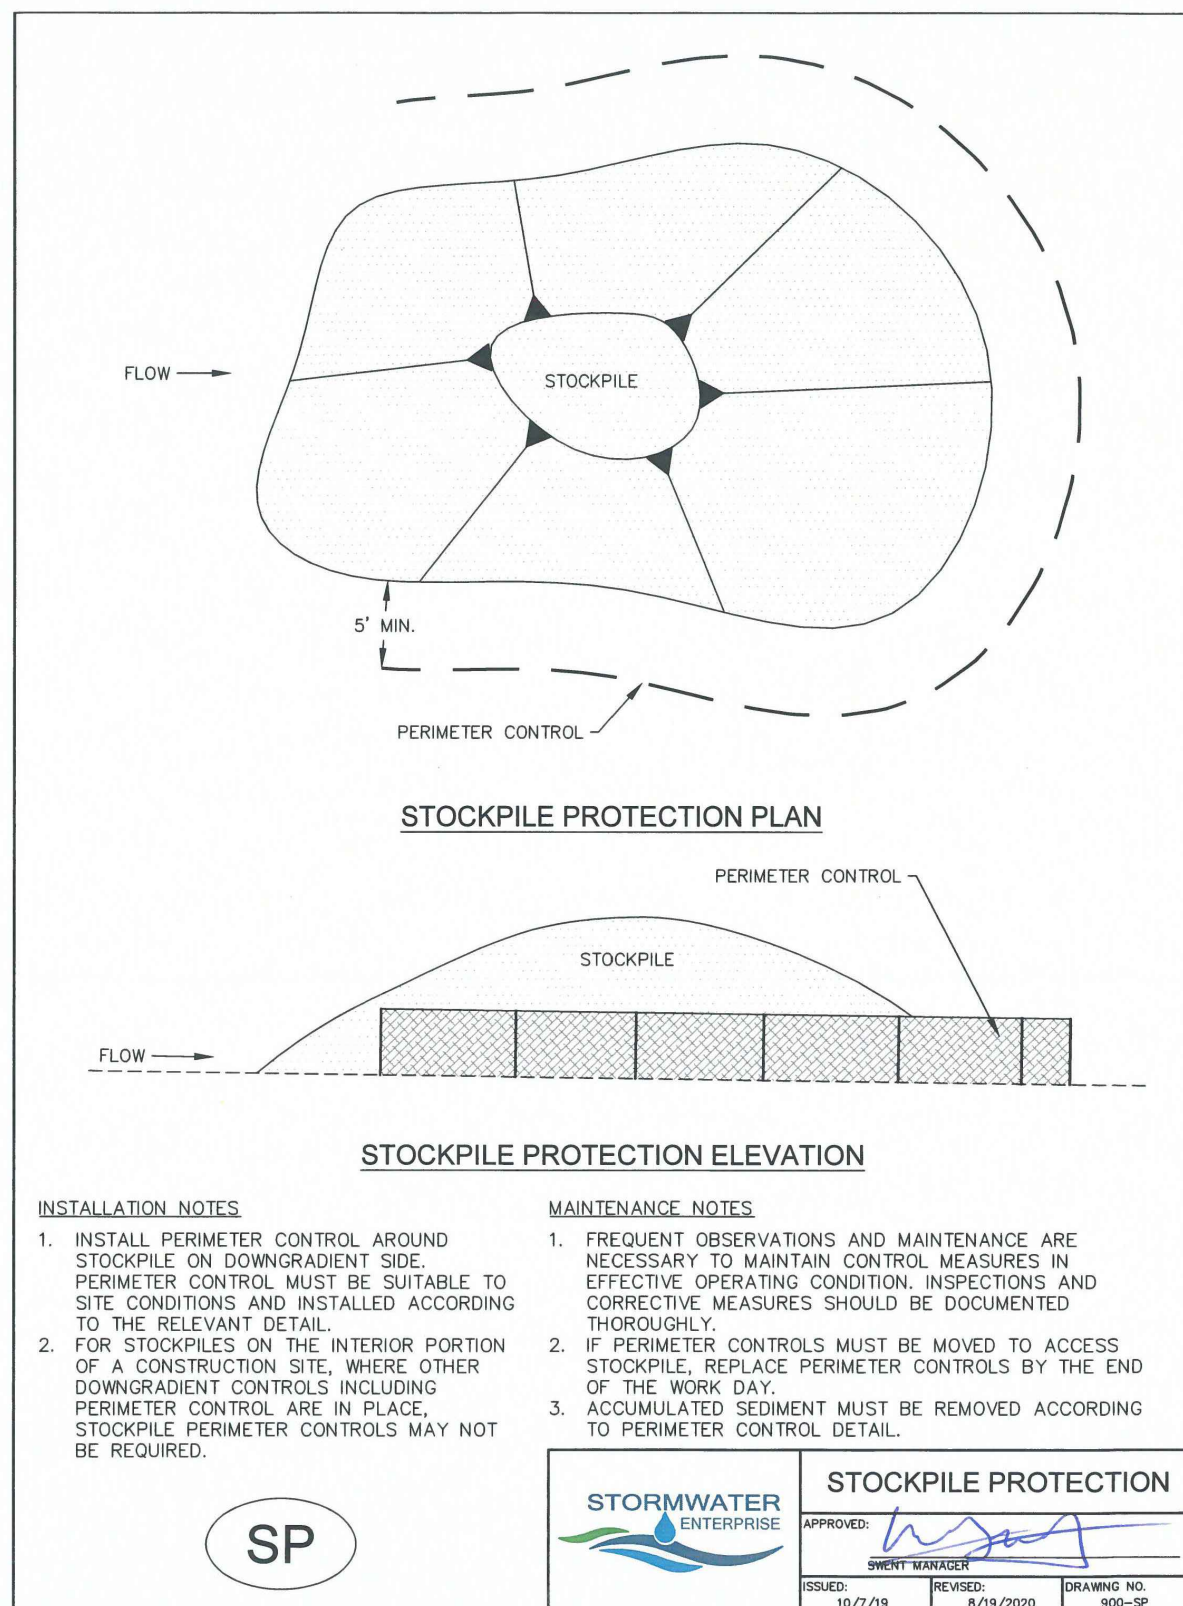 FLOW
STOCKPILE
5' MIN.
PERIMETER CONTROL
STOCKPILE PROTECTION PLAN
PERIMETER CONTROL
STOCKPILE
FLOW
STOCKPILE PROTECTION ELEVATION
INSTALLATION NOTES
1. INSTALL PERIMETER CONTROL AROUND
STOCKPILE ON DOWNGRADIENT SIDE.
PERIMETER CONTROL MUST BE SUITABLE TO
SITE CONDITIONS AND INSTALLED ACCORDING
TO THE RELEVANT DETAIL.
2. FOR STOCKPILES ON THE INTERIOR PORTION
OF A CONSTRUCTION SITE, WHERE OTHER
DOWNGRADIENT CONTROLS INCLUDING
PERIMETER CONTROL ARE IN PLACE,
STOCKPILE PERIMETER CONTROLS MAY NOT
BE REQUIRED.
MAINTENANCE NOTES
1. FREQUENT OBSERVATIONS AND MAINTENANCE ARE
NECESSARY TO MAINTAIN CONTROL MEASURES IN
EFFECTIVE OPERATING CONDITION. INSPECTIONS AND
CORRECTIVE MEASURES SHOULD BE DOCUMENTED
THOROUGHLY.
2. IF PERIMETER CONTROLS MUST BE MOVED TO ACCESS
STOCKPILE, REPLACE PERIMETER CONTROLS BY THE END
OF THE WORK DAY.
3. ACCUMULATED SEDIMENT MUST BE REMOVED ACCORDING
TO PERIMETER CONTROL DETAIL.
SP
STORMWATER
ENTERPRISE
STOCKPILE PROTECTION
APPROVED:
SWENT MANAGER
ISSUED:
10/7/19
REVISED:
8/19/2020
DRAWING NO.
900-SP